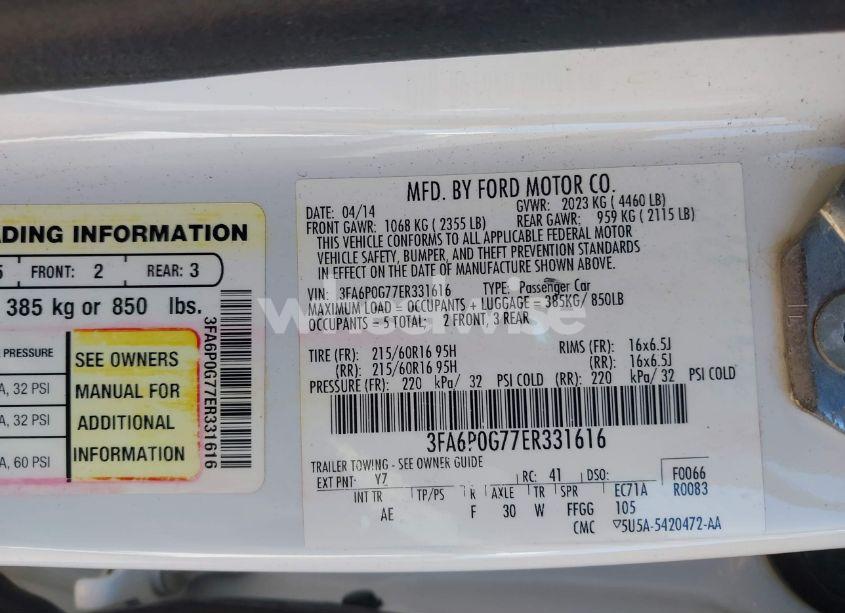 ADING INFORMATION
5 FRONT: 2 REAR: 3
385 kg or 850 lbs.
PRESSURE
A, 32 PSI
A, 32 PSI
A, 60 PSI
SEE OWNERS
MANUAL FOR
ADDITIONAL
INFORMATION
3FA6P0G77ER331616
MFD. BY FORD MOTOR CO.
DATE: 04/14 GVWR: 2023 KG ( 4460 LB)
FRONT GAWR: 1068 KG ( 2355 LB) REAR GAWR: 959 KG ( 2115 LB)
THIS VEHICLE CONFORMS TO ALL APPLICABLE FEDERAL MOTOR
VEHICLE SAFETY, BUMPER, AND THEFT PREVENTION STANDARDS
IN EFFECT ON THE DATE OF MANUFACTURE SHOWN ABOVE.
VIN: 3FA6P0G77ER331616 TYPE: Passenger Car
MAXIMUM LOAD = OCCUPANTS + LUGGAGE = 385KG/ 850LB
OCCUPANTS = 5 TOTAL: 2 FRONT, 3 REAR
TIRE (FR): 215/60R16 95H RIMS (FR): 16x6.5J
(RR): 215/60R16 95H (RR): 16x6.5J
PRESSURE (FR): 220 kPa/ 32 PSI COLD (RR): 220 kPa/ 32 PSI COLD
3FA6P0G77ER331616
TRAILER TOWING - SEE OWNER GUIDE
EXT PNT: YZ RC: 41 DSO: F0066
INT TR TP/PS R AXLE TR SPR EC71A R0083
AE F 30 W FFGG 105
CMC 5U5A-5420472-AA
wheelwise